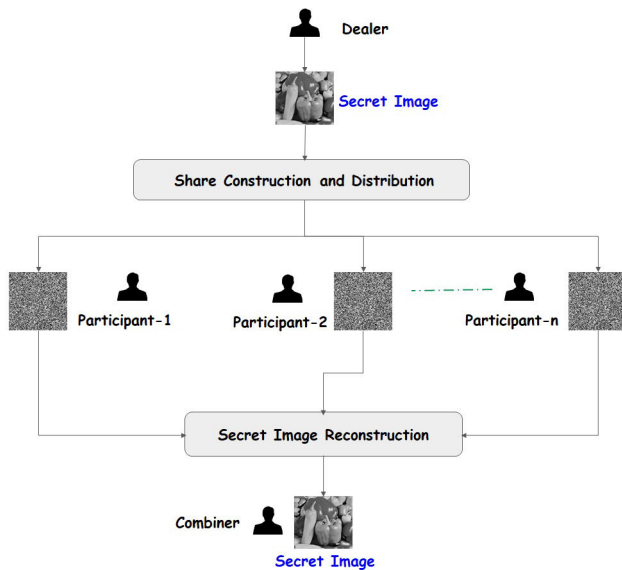 Dealer
Secret Image
Share Construction and Distribution
Participant-1
Participant-2
Participant-n
Secret Image Reconstruction
Combiner
Secret Image